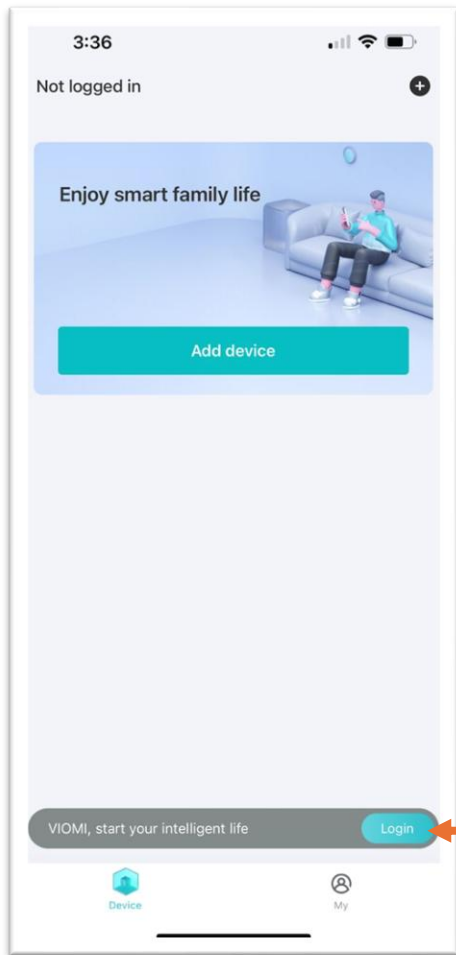 3:36
Not logged in
Enjoy smart family life
Add device
VIOMI, start your intelligent life
Login
Device
My